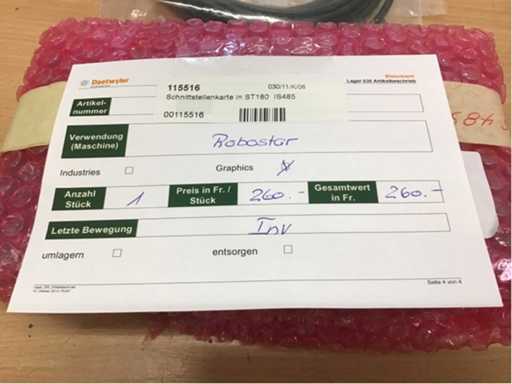 Daetwyler
115516 030/11/K/06
Schnittstellenkarte in ST180 IS485
Lager 035 Artikelbeschrieb
Artikel-
nummer
00115516
Verwendung
(Maschine)
Robostar
Industries Graphics
Anzahl
Stück
1
Preis in Fr. /
Stück
260.-
Gesamtwert
in Fr.
260.-
Letzte Bewegung
Inv
umlagern entsorgen
Seite 4 von 4